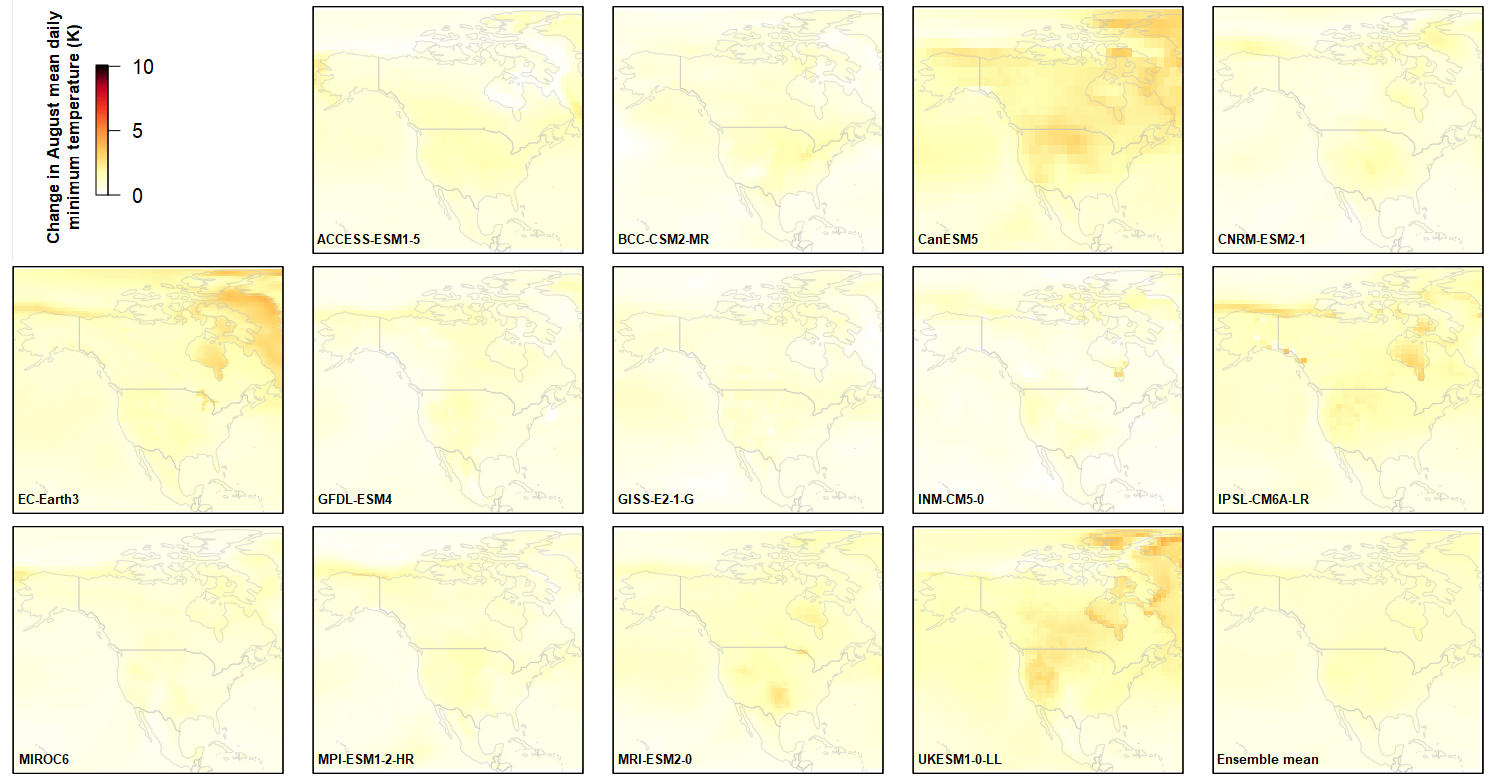 Change in August mean daily
minimum temperature (K)
10
5
0
ACCESS-ESM1-5
BCC-CSM2-MR
CanESM5
CNRM-ESM2-1
EC-Earth3
GFDL-ESM4
GISS-E2-1-G
INM-CM5-0
IPSL-CM6A-LR
MIROC6
MPI-ESM1-2-HR
MRI-ESM2-0
UKESM1-0-LL
Ensemble mean